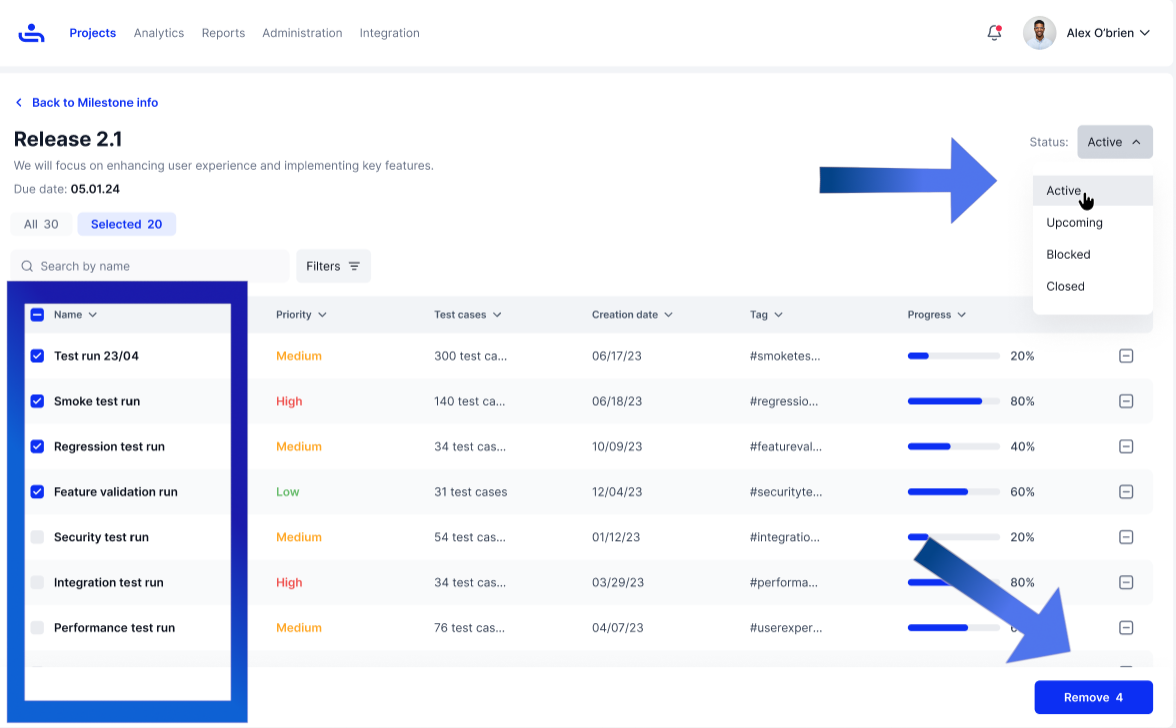 Projects Analytics Reports Administration Integration Alex O'brien
Back to Milestone info
Release 2.1
Status: Active
We will focus on enhancing user experience and implementing key features.
Due date: 05.01.24
Active
Upcoming
Blocked
Closed
All 30 Selected 20
Search by name Filters
Name Priority Test cases Creation date Tag Progress
Test run 23/04 Medium 300 test ca... 06/17/23 #smoketes... 20%
Smoke test run High 140 test ca... 06/18/23 #regressio... 80%
Regression test run Medium 34 test cas... 10/09/23 #featureval... 40%
Feature validation run Low 31 test cases 12/04/23 #securityte... 60%
Security test run Medium 54 test cas... 01/12/23 #integratio... 20%
Integration test run High 34 test cas... 03/29/23 #performa... 80%
Performance test run Medium 76 test cas... 04/07/23 #userexper...
Remove 4